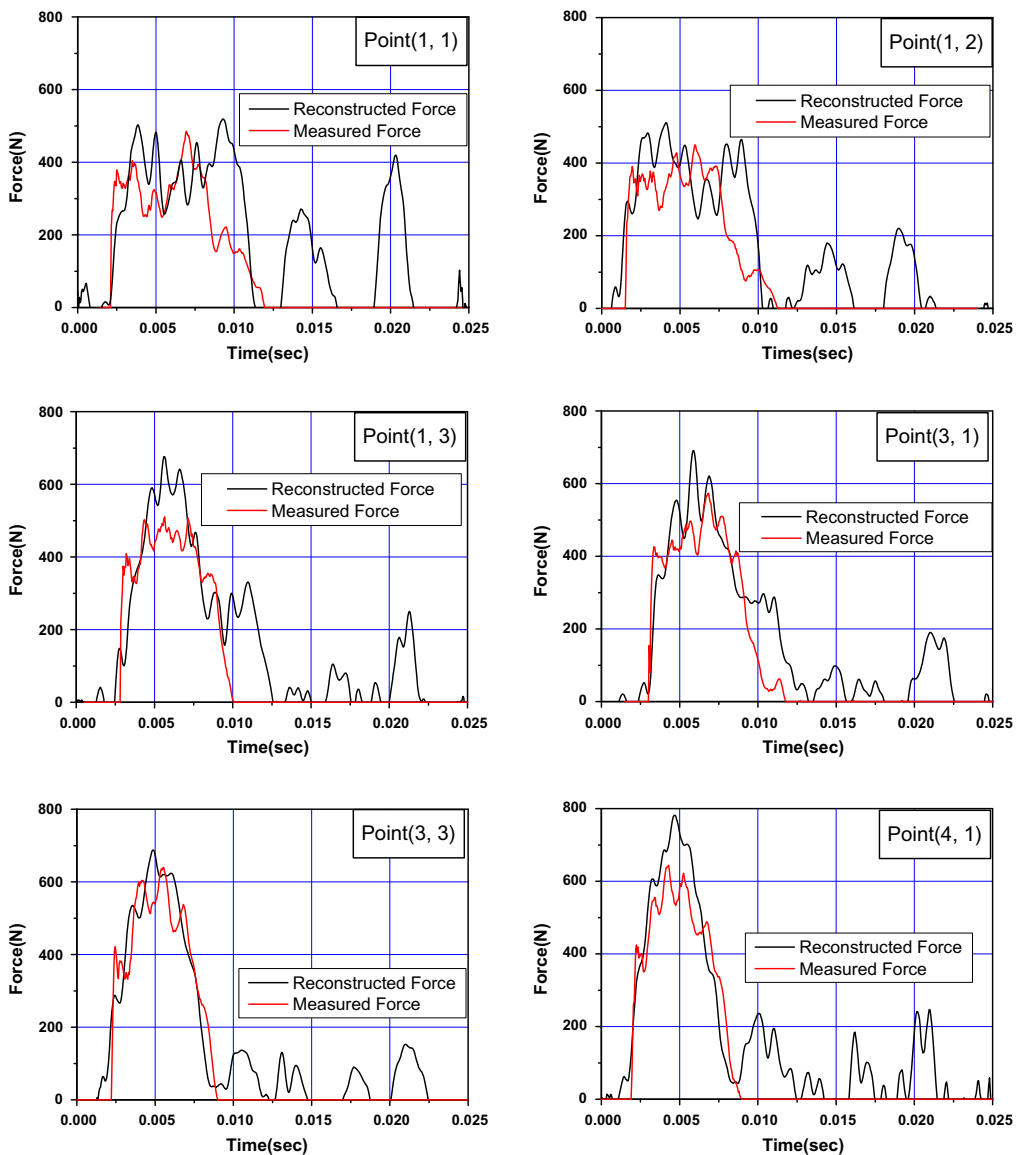 800
Point(1, 1)
600
Reconstructed Force
Measured Force
400
200
0
Force(N)
0.000 0.005 0.010 0.015 0.020 0.025
Time(sec)
800
Point(1, 2)
600
Reconstructed Force
Measured Force
400
200
0
Force(N)
0.000 0.005 0.010 0.015 0.020 0.025
Times(sec)
800
Point(1, 3)
600
Reconstructed Force
Measured Force
400
200
0
Force(N)
0.000 0.005 0.010 0.015 0.020 0.025
Time(sec)
800
Point(3, 1)
600
Reconstructed Force
Measured Force
400
200
0
Force(N)
0.000 0.005 0.010 0.015 0.020 0.025
Time(sec)
800
Point(3, 3)
600
400
Reconstructed Force
Measured Force
200
0
Force(N)
0.000 0.005 0.010 0.015 0.020 0.025
Time(sec)
800
Point(4, 1)
600
400
Reconstructed Force
Measured Force
200
0
Force(N)
0.000 0.005 0.010 0.015 0.020 0.025
Time(sec)